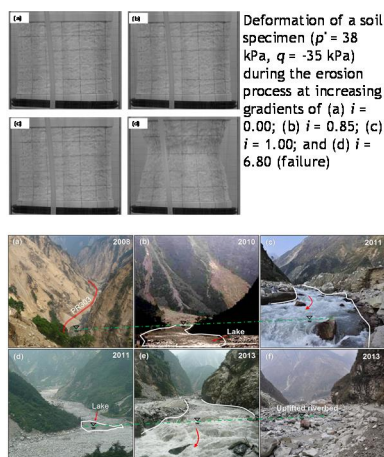 (a)
(b)
(c)
(d)
Deformation of a soil
specimen (p' = 38
kPa, q = -35 kPa)
during the erosion
process at increasing
gradients of (a) i =
0.00; (b) i = 0.85; (c)
i = 1.00; and (d) i =
6.80 (failure)
(a) 2008
(b) 2010
Lake
(c) 2011
(d) 2011
Lake
(e) 2013
(f) 2013
Uplifted riverbed